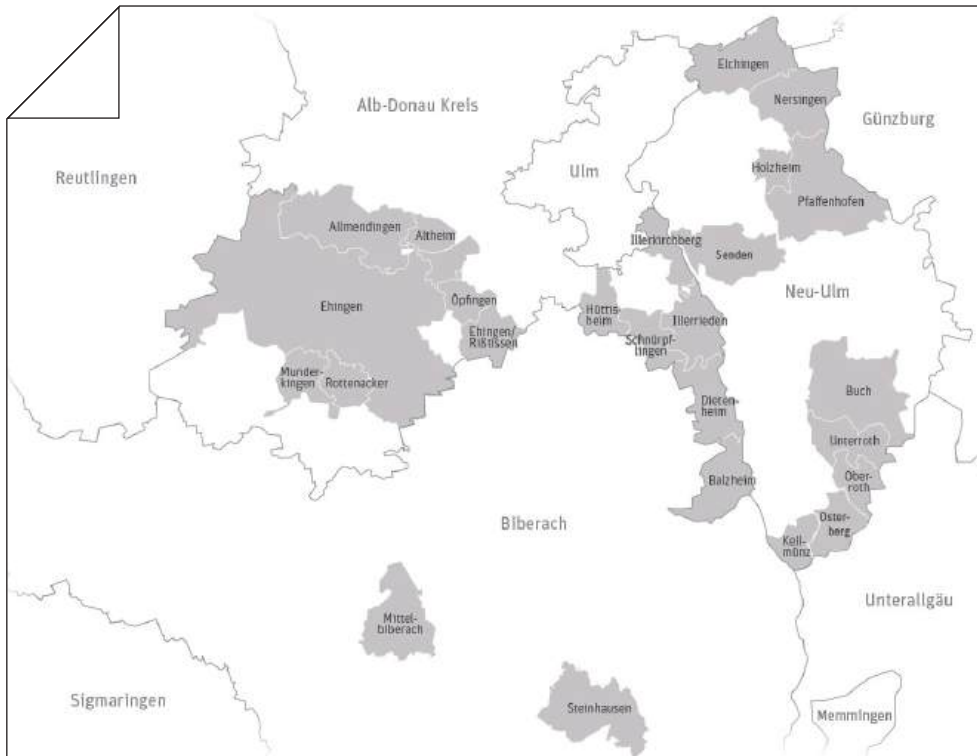 Elchingen
Nersingen
Alb-Donau Kreis
Günzburg
Reutlingen
Ulm
Holzheim
Pfaffenhofen
Allmendingen
Altheim
Illerkirchberg
Senden
Neu-Ulm
Ehingen
Öpfingen
Ehingen/
Rißtissen
Hüttis-
heim
Illerrieden
Schnürpf-
lingen
Munder-
kingen
Rottenacker
Dieten-
heim
Buch
Unterroth
Ober-
roth
Balzheim
Biberach
Oster-
berg
Kell-
münz
Unterallgäu
Mittel-
biberach
Sigmaringen
Steinhausen
Memmingen